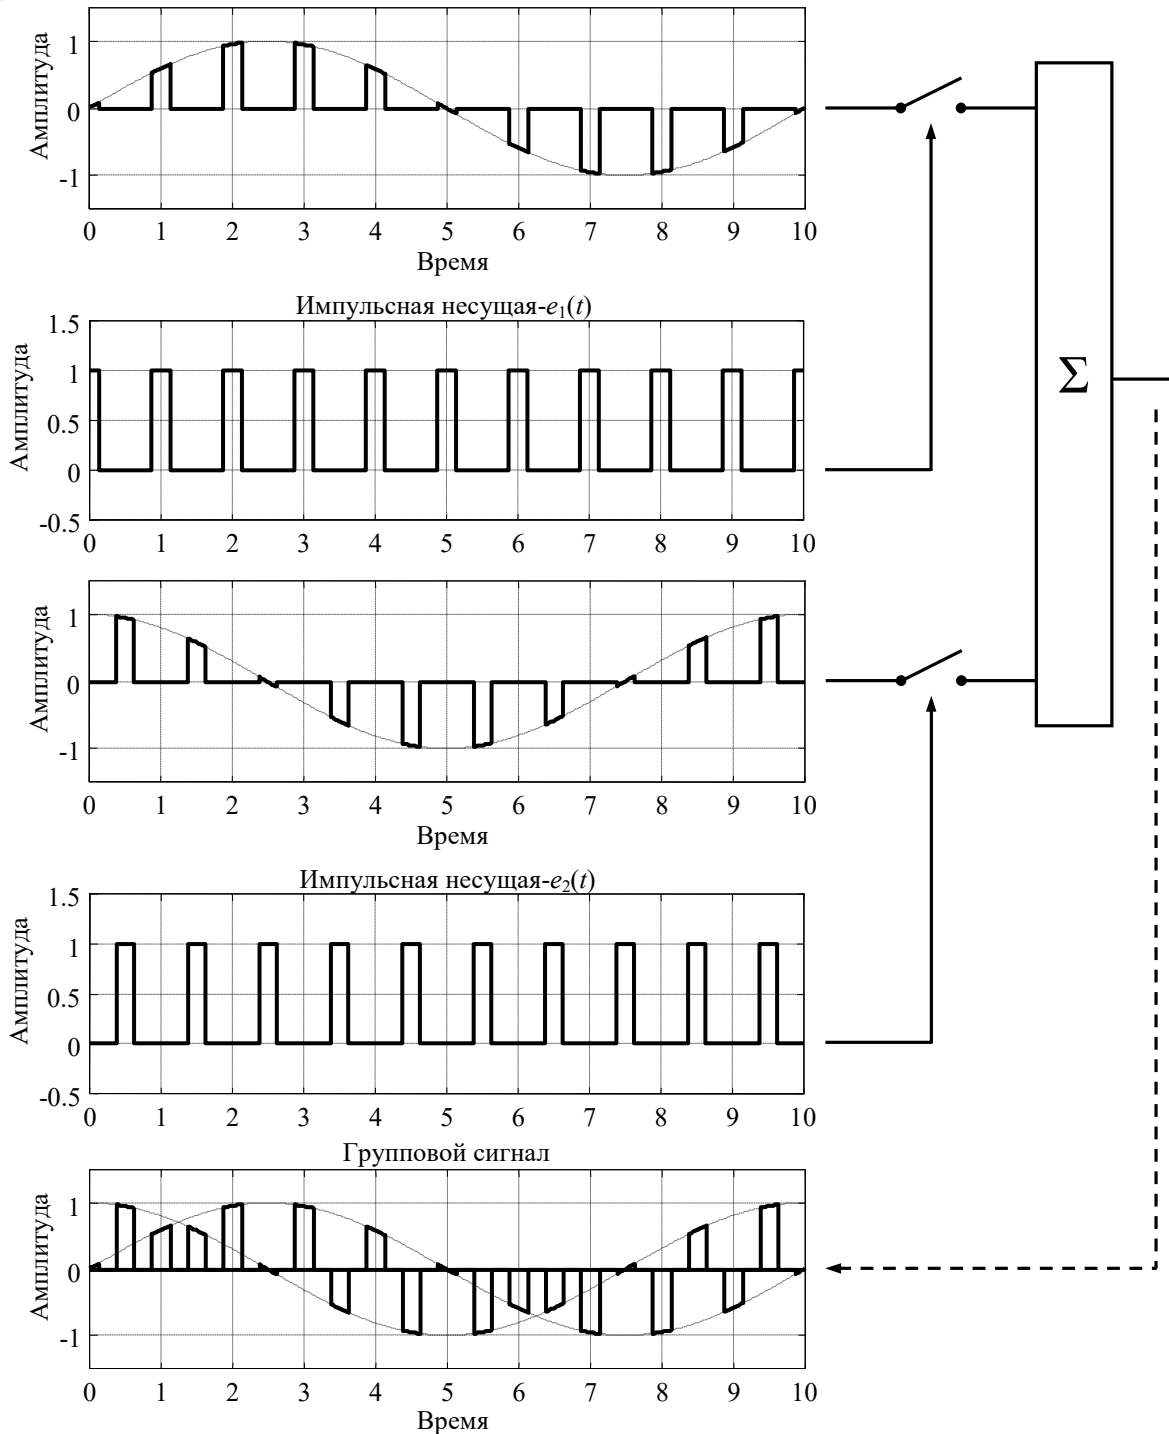 Амплитуда
1
0
-1
0 1 2 3 4 5 6 7 8 9 10
Время
Импульсная несущая-e₁(t)
Амплитуда
1.5
1
0.5
0
-0.5
0 1 2 3 4 5 6 7 8 9 10
Σ
Амплитуда
1
0
-1
0 1 2 3 4 5 6 7 8 9 10
Время
Импульсная несущая-e₂(t)
Амплитуда
1.5
1
0.5
0
-0.5
0 1 2 3 4 5 6 7 8 9 10
Групповой сигнал
Амплитуда
1
0
-1
0 1 2 3 4 5 6 7 8 9 10
Время